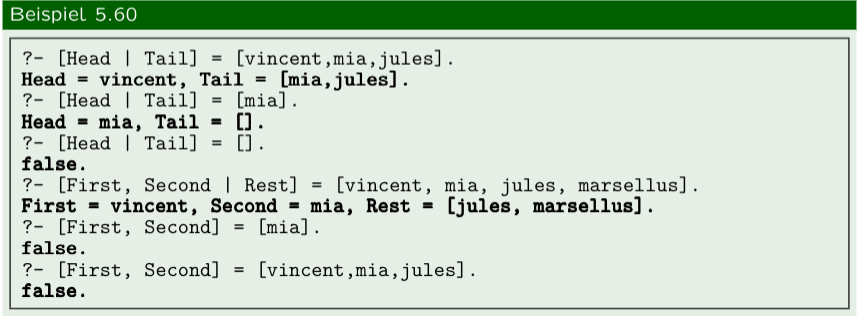 Beispiel 5.60
?- [Head | Tail] = [vincent,mia,jules].
Head = vincent, Tail = [mia,jules].
?- [Head | Tail] = [mia].
Head = mia, Tail = [].
?- [Head | Tail] = [].
false.
?- [First, Second | Rest] = [vincent, mia, jules, marsellus].
First = vincent, Second = mia, Rest = [jules, marsellus].
?- [First, Second] = [mia].
false.
?- [First, Second] = [vincent,mia,jules].
false.